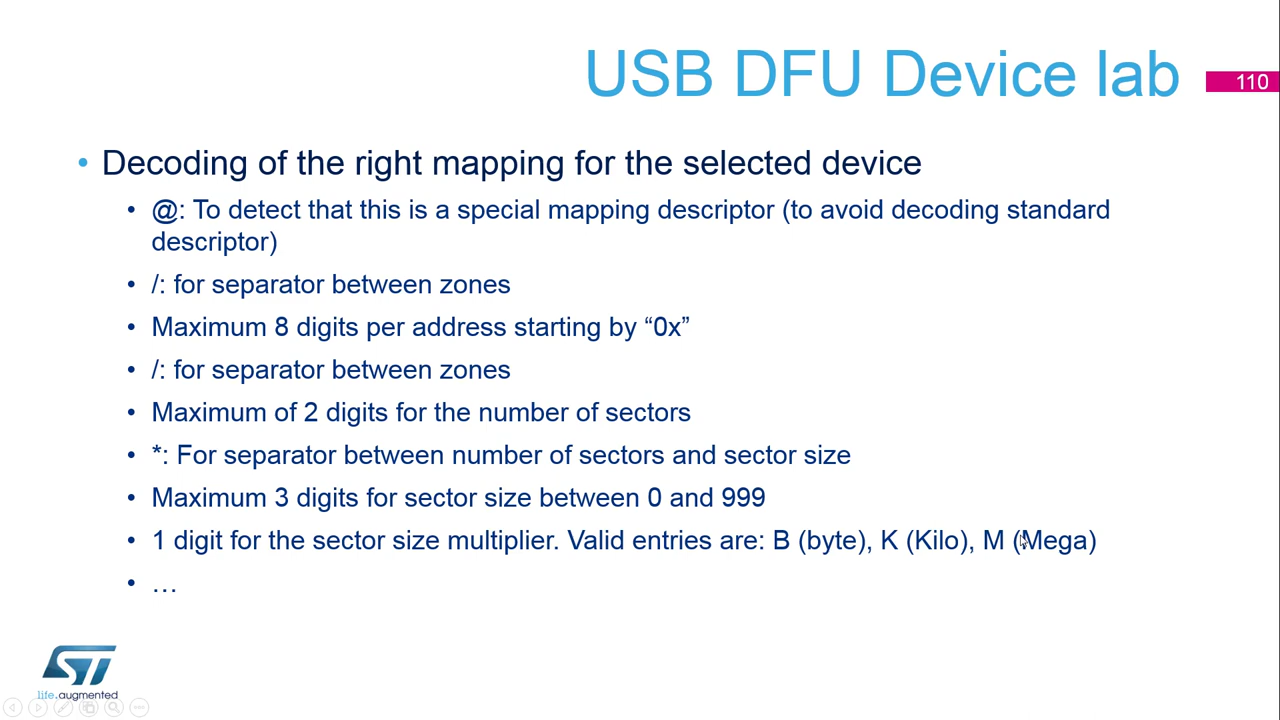 USB DFU Device lab
110
• Decoding of the right mapping for the selected device
• @: To detect that this is a special mapping descriptor (to avoid decoding standard
descriptor)
• /: for separator between zones
• Maximum 8 digits per address starting by “0x”
• /: for separator between zones
• Maximum of 2 digits for the number of sectors
• *: For separator between number of sectors and sector size
• Maximum 3 digits for sector size between 0 and 999
• 1 digit for the sector size multiplier. Valid entries are: B (byte), K (Kilo), M (Mega)
• …
ST
life.augmented